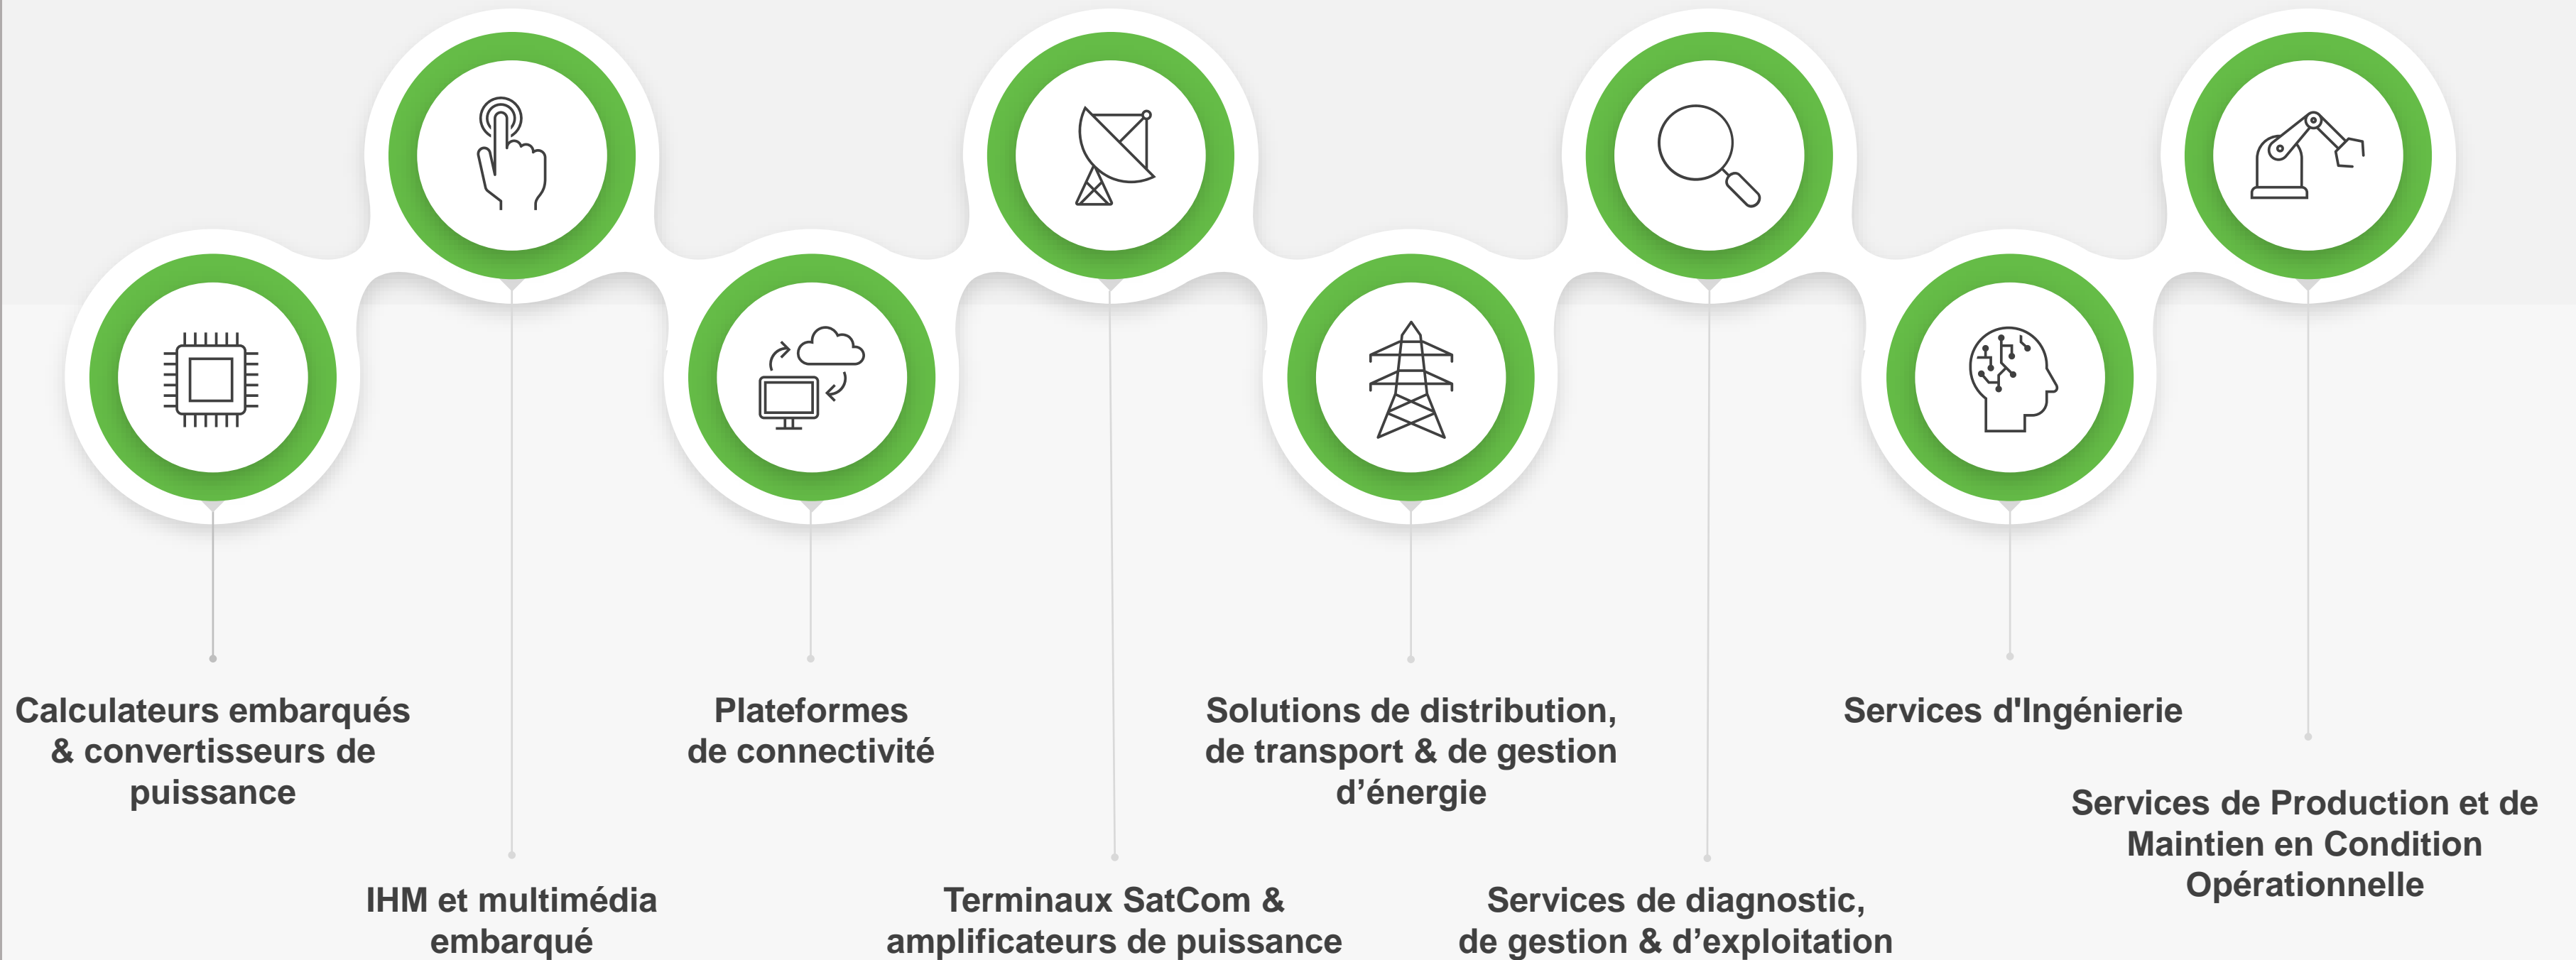 Calculateurs embarqués
& convertisseurs de
puissance
IHM et multimédia
embarqué
Plateformes
de connectivité
Terminaux SatCom &
amplificateurs de puissance
Solutions de distribution,
de transport & de gestion
d’énergie
Services de diagnostic,
de gestion & d’exploitation
Services d'Ingénierie
Services de Production et de
Maintien en Condition
Opérationnelle